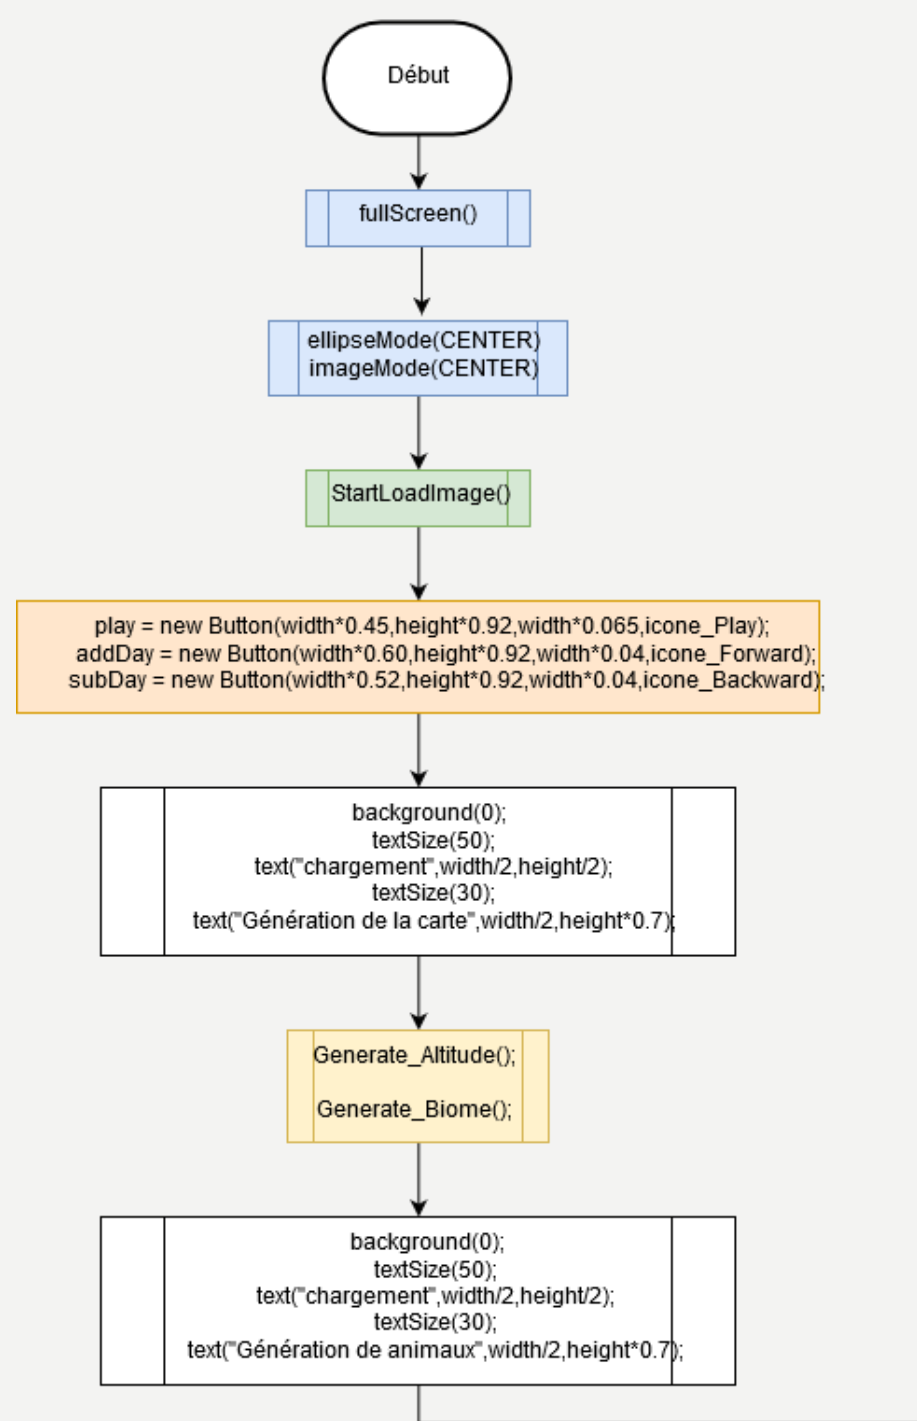 Début
fullScreen()
ellipseMode(CENTER)
imageMode(CENTER)
StartLoadImage()
play = new Button(width*0.45,height*0.92,width*0.065,icone_Play);
addDay = new Button(width*0.60,height*0.92,width*0.04,icone_Forward);
subDay = new Button(width*0.52,height*0.92,width*0.04,icone_Backward);
background(0);
textSize(50);
text("chargement",width/2,height/2);
textSize(30);
text("Génération de la carte",width/2,height*0.7);
Generate_Altitude();
Generate_Biome();
background(0);
textSize(50);
text("chargement",width/2,height/2);
textSize(30);
text("Génération de animaux",width/2,height*0.7);